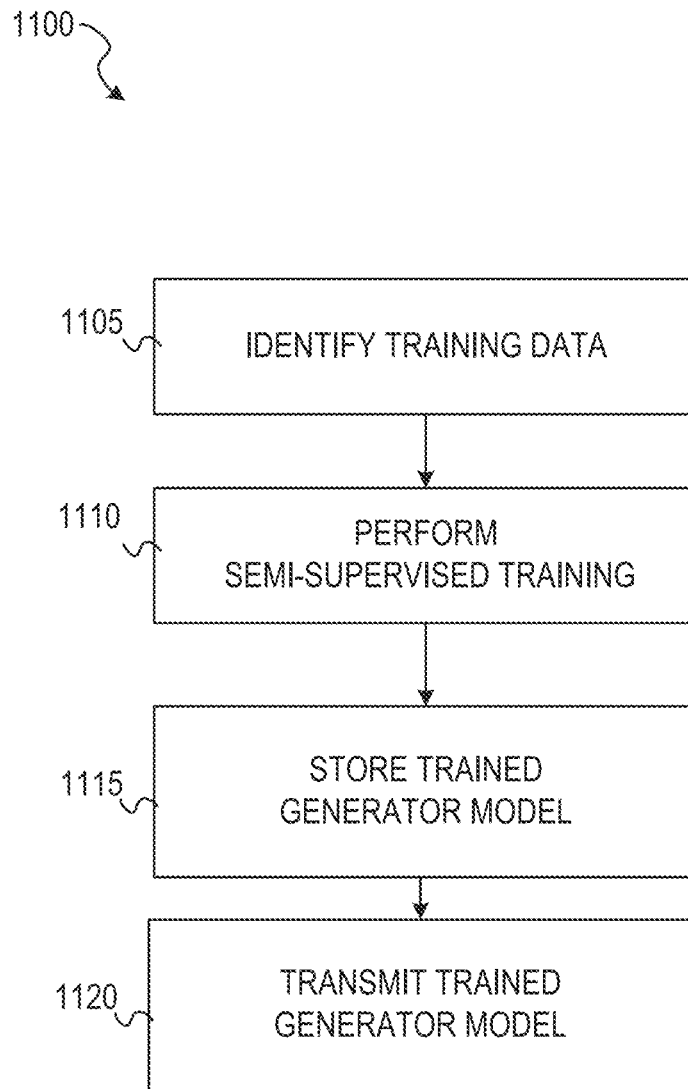 1100
1105
IDENTIFY TRAINING DATA
1110
PERFORM
SEMI-SUPERVISED TRAINING
1115
STORE TRAINED
GENERATOR MODEL
1120
TRANSMIT TRAINED
GENERATOR MODEL